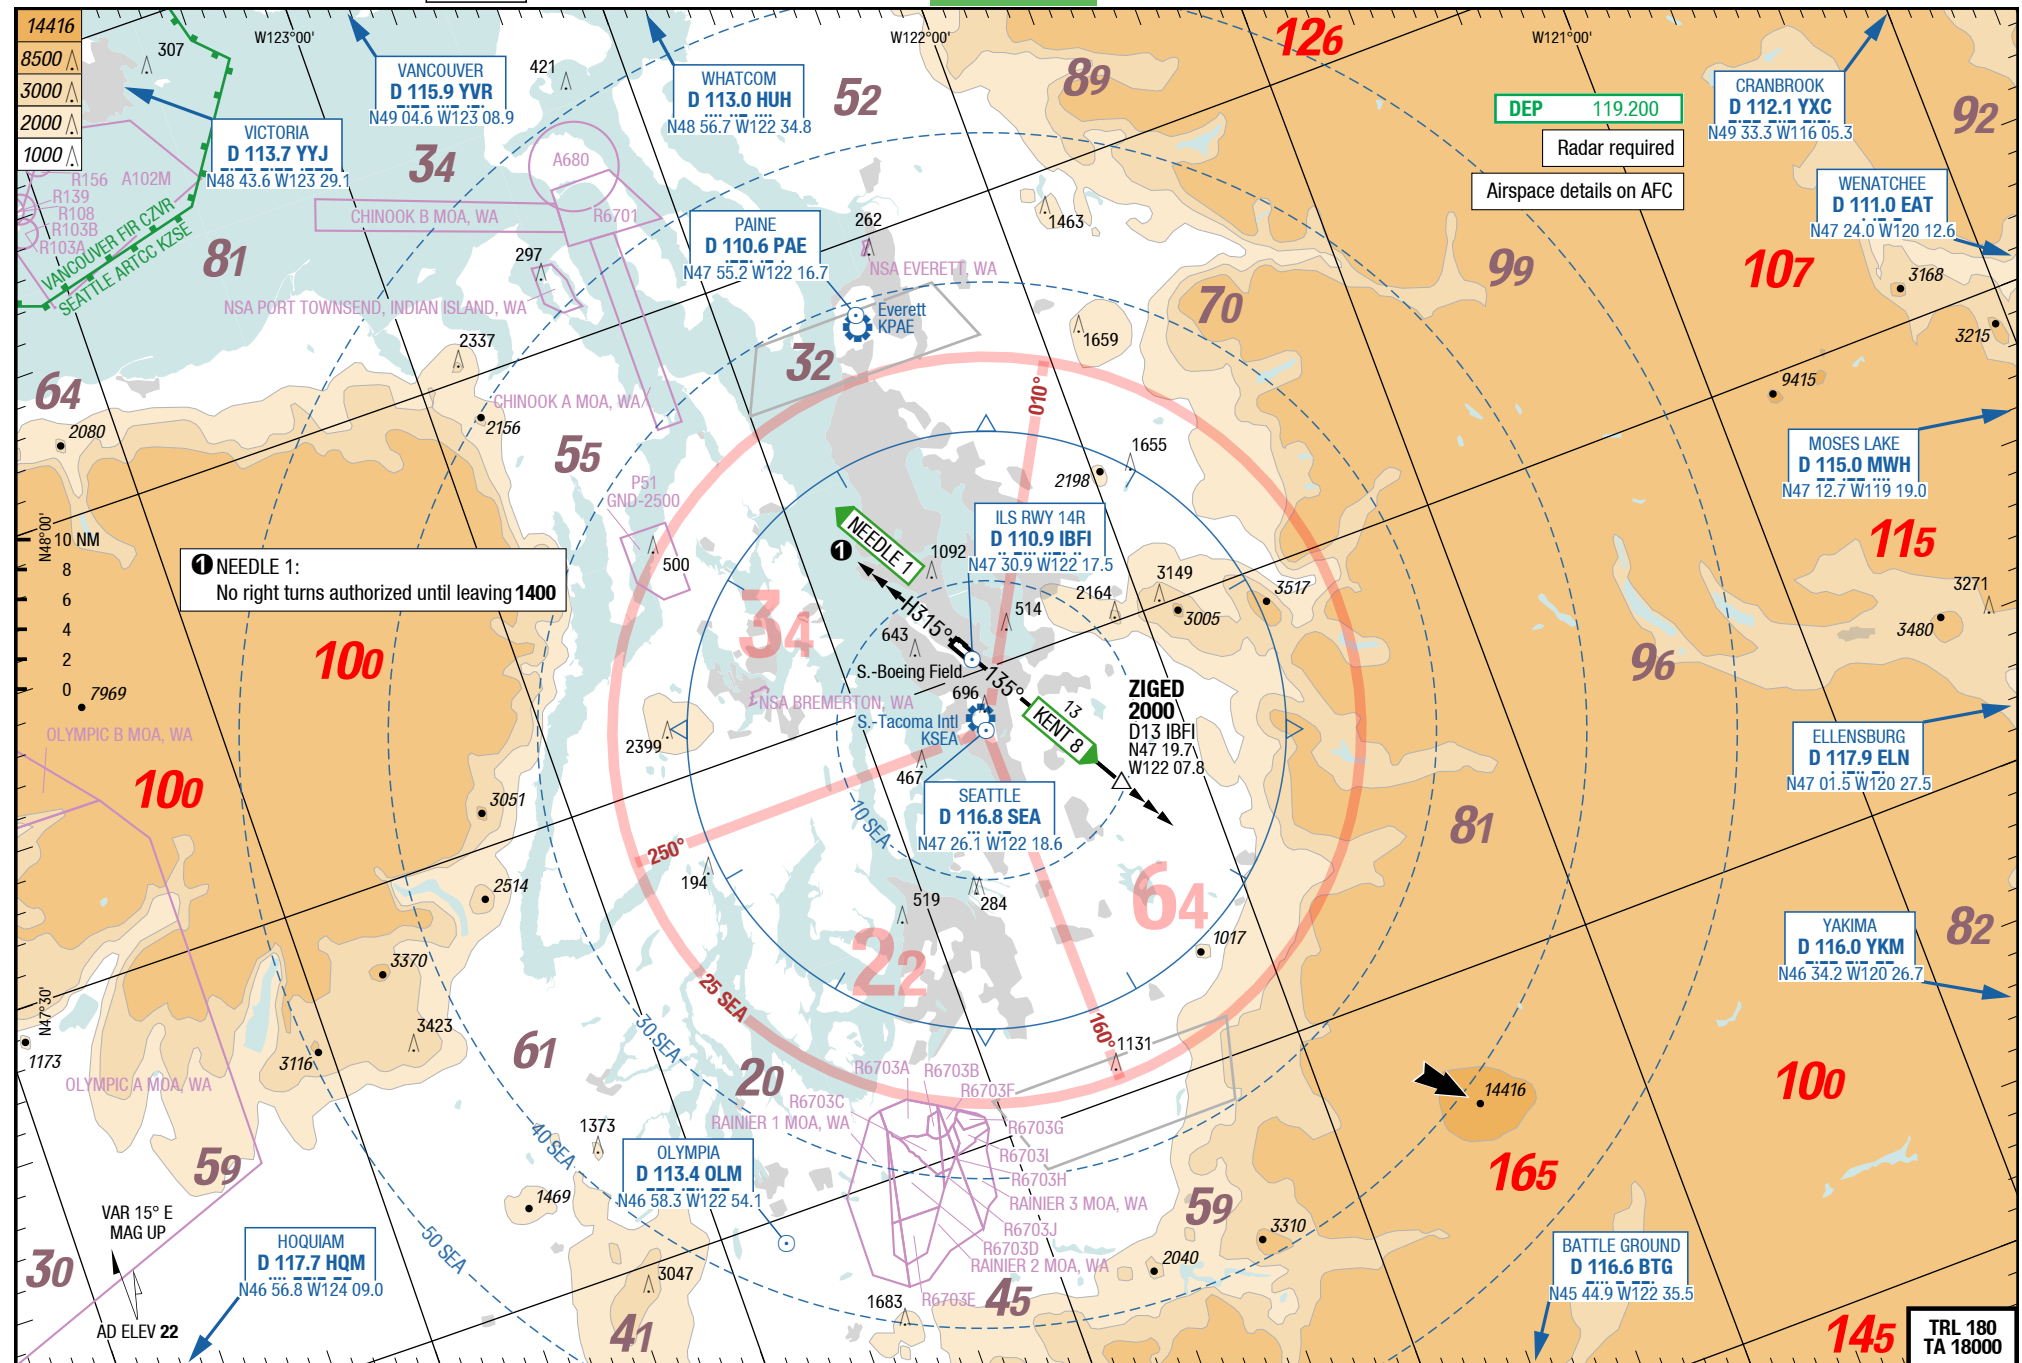 14416
8500
3000
2000
1000
307
W123°00'
VANCOUVER
D 115.9 YVR
N49 04.6 W123 08.9
421
WHATCOM
D 113.0 HUH
N48 56.7 W122 34.8
52
W122°00'
89
126
W121°00'
CRANBROOK
D 112.1 YXC
N49 33.3 W116 05.3
92
DEP 119.200
Radar required
Airspace details on AFC
VICTORIA
D 113.7 YYJ
N48 43.6 W123 29.1
34
A680
CHINOOK B MOA, WA
R6701
R156
A102M
R139
R108
R103B
R103A
VANCOUVER FIR CZVR
SEATTLE ARTCC KZSE
81
297
NSA PORT TOWNSEND, INDIAN ISLAND, WA
PAINE
D 110.6 PAE
N47 55.2 W122 16.7
262
NSA EVERETT, WA
Everett
KPAE
1463
WENATCHEE
D 111.0 EAT
N47 24.0 W120 12.6
99
107
3168
3215
70
1659
32
2337
64
2080
2156
CHINOOK A MOA, WA
55
010°
9415
MOSES LAKE
D 115.0 MWH
N47 12.7 W119 19.0
1655
2198
P51
GND-2500
500
N48°00'
10 NM
8
6
4
2
0
❶ NEEDLE 1:
No right turns authorized until leaving 1400
NEEDLE 1
❶
1092
ILS RWY 14R
D 110.9 IBFI
N47 30.9 W122 17.5
115
3271
3480
3149
2164
3005
3517
514
34
H315°
643
S.-Boeing Field
135°
96
100
7969
OLYMPIC B MOA, WA
100
NSA BREMERTON, WA
696
S.-Tacoma Intl
KSEA
13
KENT 8
ZIGED
2000
D13 IBFI
N47 19.7
W122 07.8
2399
467
SEATTLE
D 116.8 SEA
N47 26.1 W122 18.6
10 SEA
ELLENSBURG
D 117.9 ELN
N47 01.5 W120 27.5
81
3051
250°
194
2514
519
284
64
22
1017
YAKIMA
D 116.0 YKM
N46 34.2 W120 26.7
82
3370
25 SEA
N47°30'
1173
3423
3116
OLYMPIC A MOA, WA
61
30 SEA
160°
1131
20
R6703A
R6703B
R6703F
R6703C
RAINIER 1 MOA, WA
R6703G
R6703I
R6703H
RAINIER 3 MOA, WA
R6703J
R6703D
RAINIER 2 MOA, WA
R6703E
14416
100
165
1373
40 SEA
59
OLYMPIA
D 113.4 OLM
N46 58.3 W122 54.1
1469
59
3310
2040
VAR 15° E
MAG UP
50 SEA
30
HOQUIAM
D 117.7 HQM
N46 56.8 W124 09.0
AD ELEV 22
3047
41
1683
45
BATTLE GROUND
D 116.6 BTG
N45 44.9 W122 35.5
145
TRL 180
TA 18000